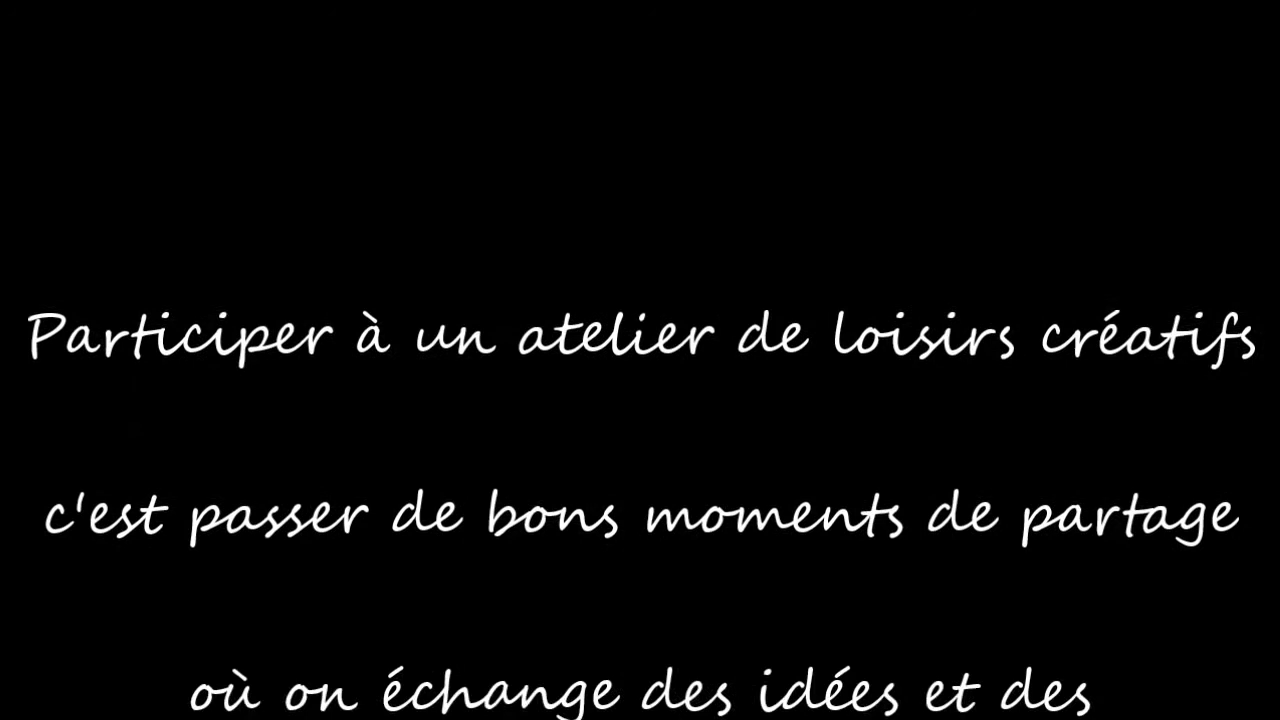 Participer à un atelier de loisirs créatifs
c'est passer de bons moments de partage
où on échange des idées et des